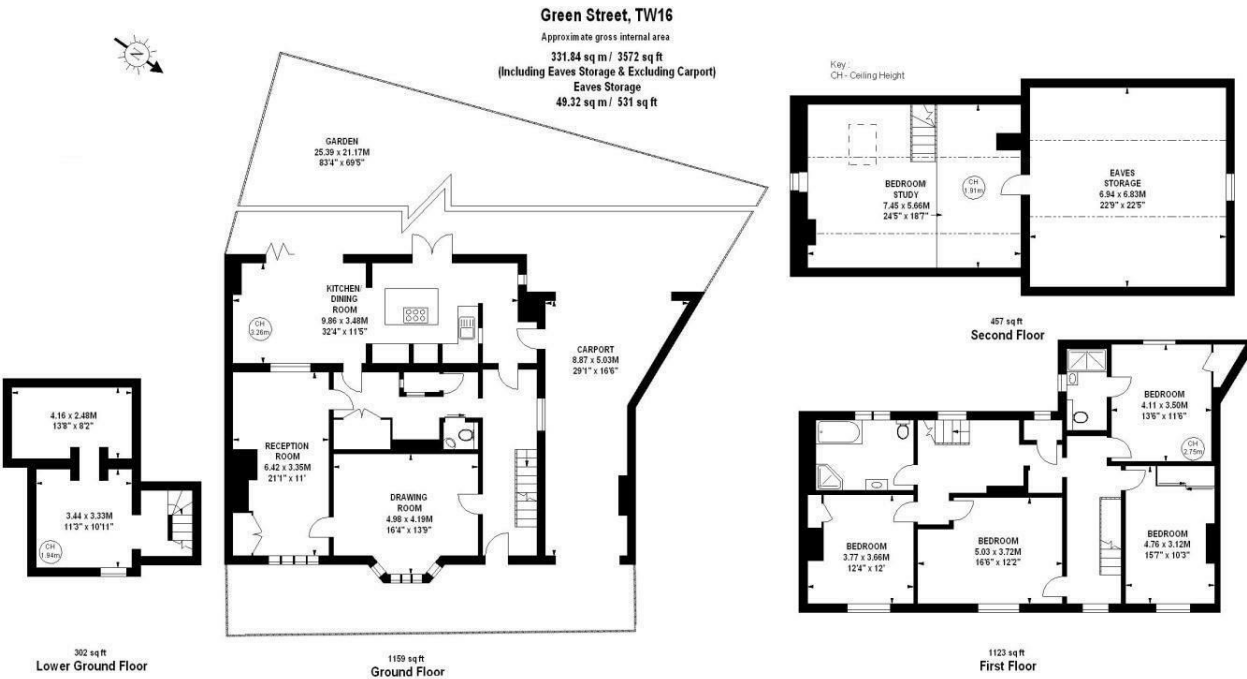 Green Street, TW16
Approximate gross internal area
331.84 sq m / 3572 sq ft
(Including Eaves Storage & Excluding Carport)
Eaves Storage
49.32 sq m / 531 sq ft
N
Key :
CH - Ceiling Height
GARDEN
25.39 x 21.17M
83'4" x 69'5"
KITCHEN/
DINING
ROOM
9.86 x 3.48M
32'4" x 11'5"
CH
3.26m
CARPORT
8.87 x 5.03M
29'1" x 16'6"
RECEPTION
ROOM
6.42 x 3.35M
21'1" x 11'
DRAWING
ROOM
4.98 x 4.19M
16'4" x 13'9"
1159 sq ft
Ground Floor
4.16 x 2.48M
13'8" x 8'2"
3.44 x 3.33M
11'3" x 10'11"
CH
1.94m
302 sq ft
Lower Ground Floor
BEDROOM/
STUDY
7.45 x 5.66M
24'5" x 18'7"
CH
1.91m
EAVES
STORAGE
6.94 x 6.83M
22'9" x 22'5"
457 sq ft
Second Floor
BEDROOM
4.11 x 3.50M
13'6" x 11'6"
CH
2.75m
BEDROOM
3.77 x 3.66M
12'4" x 12'
BEDROOM
5.03 x 3.72M
16'6" x 12'2"
BEDROOM
4.76 x 3.12M
15'7" x 10'3"
1123 sq ft
First Floor